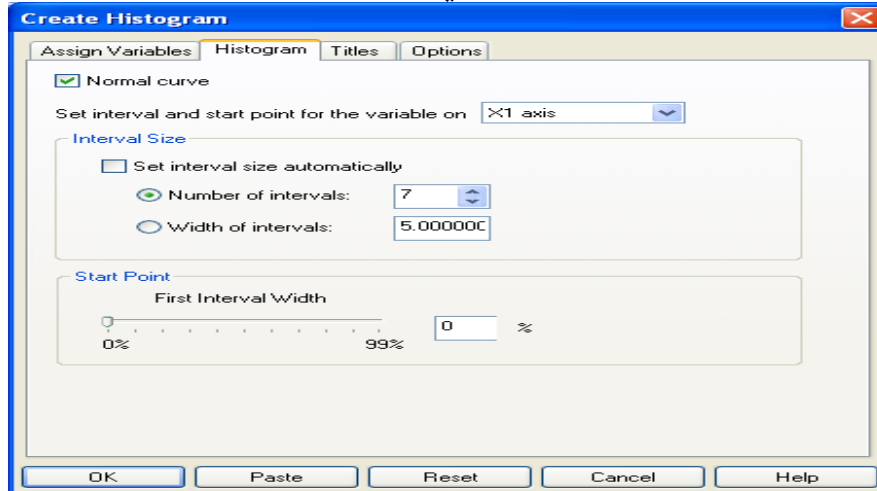 Create Histogram
Assign Variables Histogram Titles Options
Normal curve
Set interval and start point for the variable on X1 axis
Interval Size
Set interval size automatically
Number of intervals: 7
Width of intervals: 5.000000
Start Point
First Interval Width
0 %
0% 99%
OK Paste Reset Cancel Help